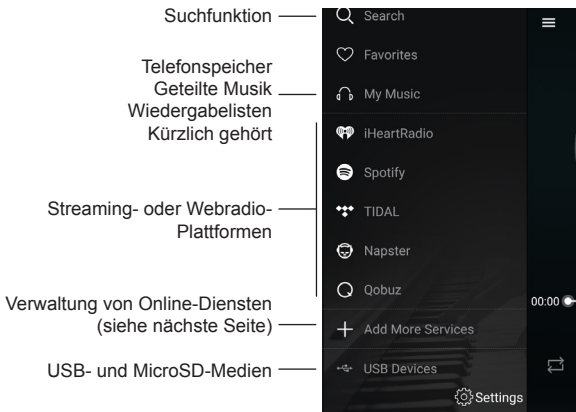 Suchfunktion
Search
Favorites
Telefonspeicher
Geteilte Musik
Wiedergabelisten
Kürzlich gehört
My Music
iHeartRadio
Spotify
Streaming- oder Webradio-
Plattformen
TIDAL
Napster
Qobuz
00:00
Verwaltung von Online-Diensten
(siehe nächste Seite)
Add More Services
USB- und MicroSD-Medien
USB Devices
Settings